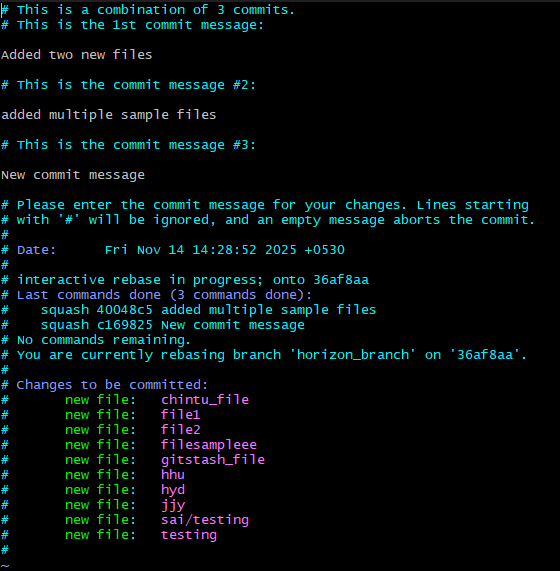 # This is a combination of 3 commits.
# This is the 1st commit message:
Added two new files
# This is the commit message #2:
added multiple sample files
# This is the commit message #3:
New commit message
# Please enter the commit message for your changes. Lines starting
# with '#' will be ignored, and an empty message aborts the commit.
#
# Date:      Fri Nov 14 14:28:52 2025 +0530
#
# interactive rebase in progress; onto 36af8aa
# Last commands done (3 commands done):
#    squash 40048c5 added multiple sample files
#    squash c169825 New commit message
# No commands remaining.
# You are currently rebasing branch 'horizon_branch' on '36af8aa'.
#
# Changes to be committed:
#       new file:   chintu_file
#       new file:   file1
#       new file:   file2
#       new file:   filesampleee
#       new file:   gitstash_file
#       new file:   hhu
#       new file:   hyd
#       new file:   jjy
#       new file:   sai/testing
#       new file:   testing
#
~